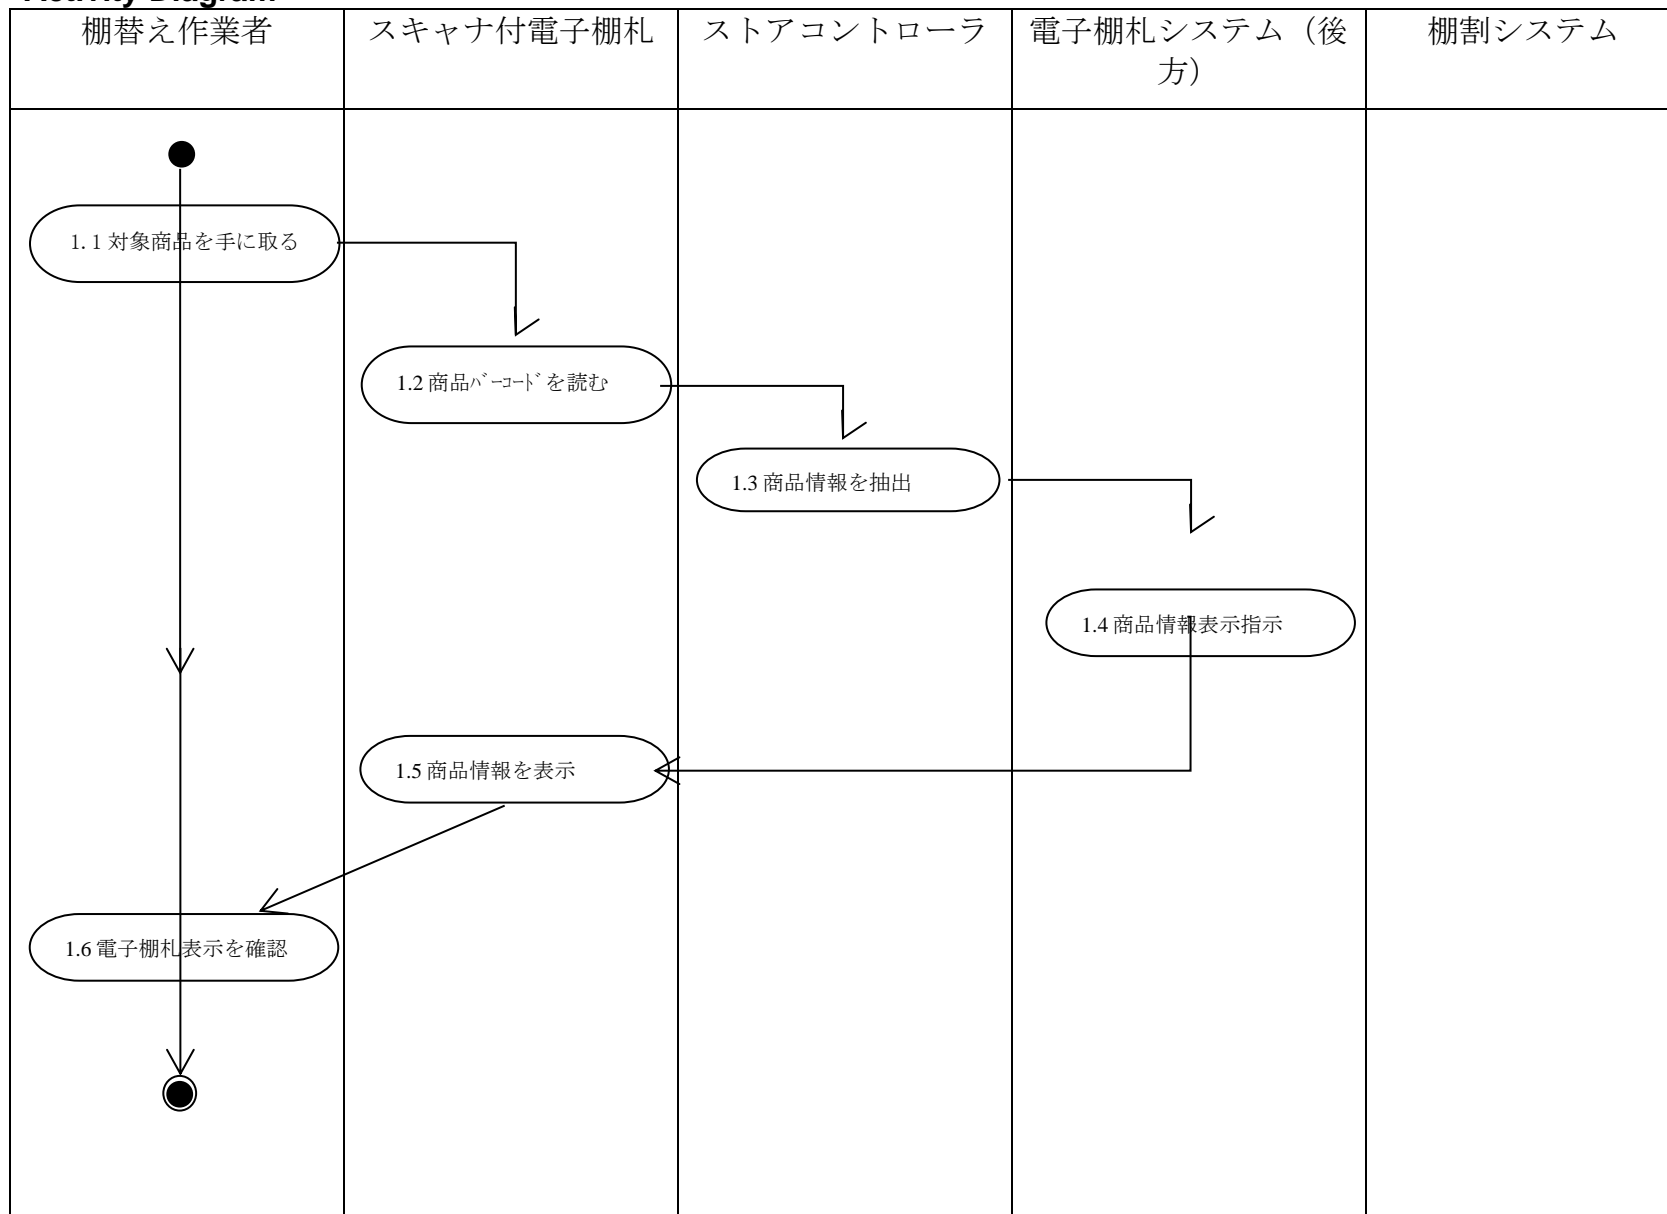 Activity Diagram
棚替え作業者
スキャナ付電子棚札
ストアコントローラ
電子棚札システム（後
方）
棚割システム
1. 1 対象商品を手に取る
1.2 商品ﾊﾞｰｺｰﾄﾞを読む
1.3 商品情報を抽出
1.4 商品情報表示指示
1.5 商品情報を表示
1.6 電子棚札表示を確認